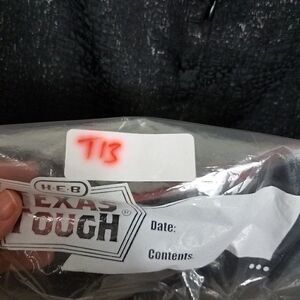 T13
H-E-B
TEXAS
TOUGH®
Date:
Contents: